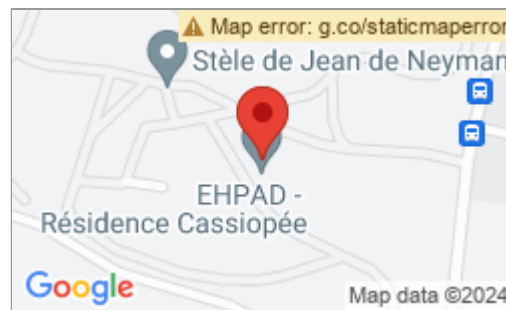 Map error: g.co/staticmaperror
Stèle de Jean de Neyman
EHPAD -
Résidence Cassiopée
Google
Map data ©2024